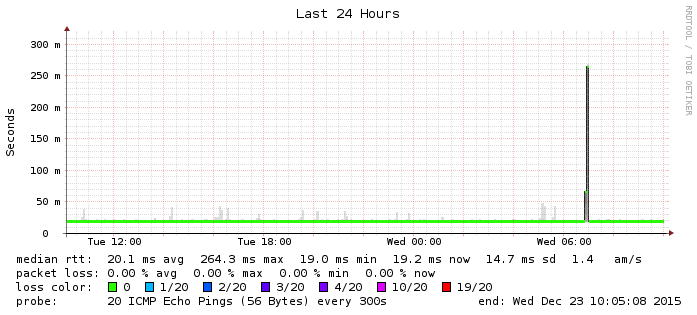 Last 24 Hours
RRDTOOL / TOBI OETIKER
Seconds
300 m
250 m
200 m
150 m
100 m
50 m
0
Tue 12:00 Tue 18:00 Wed 00:00 Wed 06:00
median rtt: 20.1 ms avg 264.3 ms max 19.0 ms min 19.2 ms now 14.7 ms sd 1.4 am/s
packet loss: 0.00 % avg 0.00 % max 0.00 % min 0.00 % now
loss color: 0 1/20 2/20 3/20 4/20 10/20 19/20
probe: 20 ICMP Echo Pings (56 Bytes) every 300s end: Wed Dec 23 10:05:08 2015